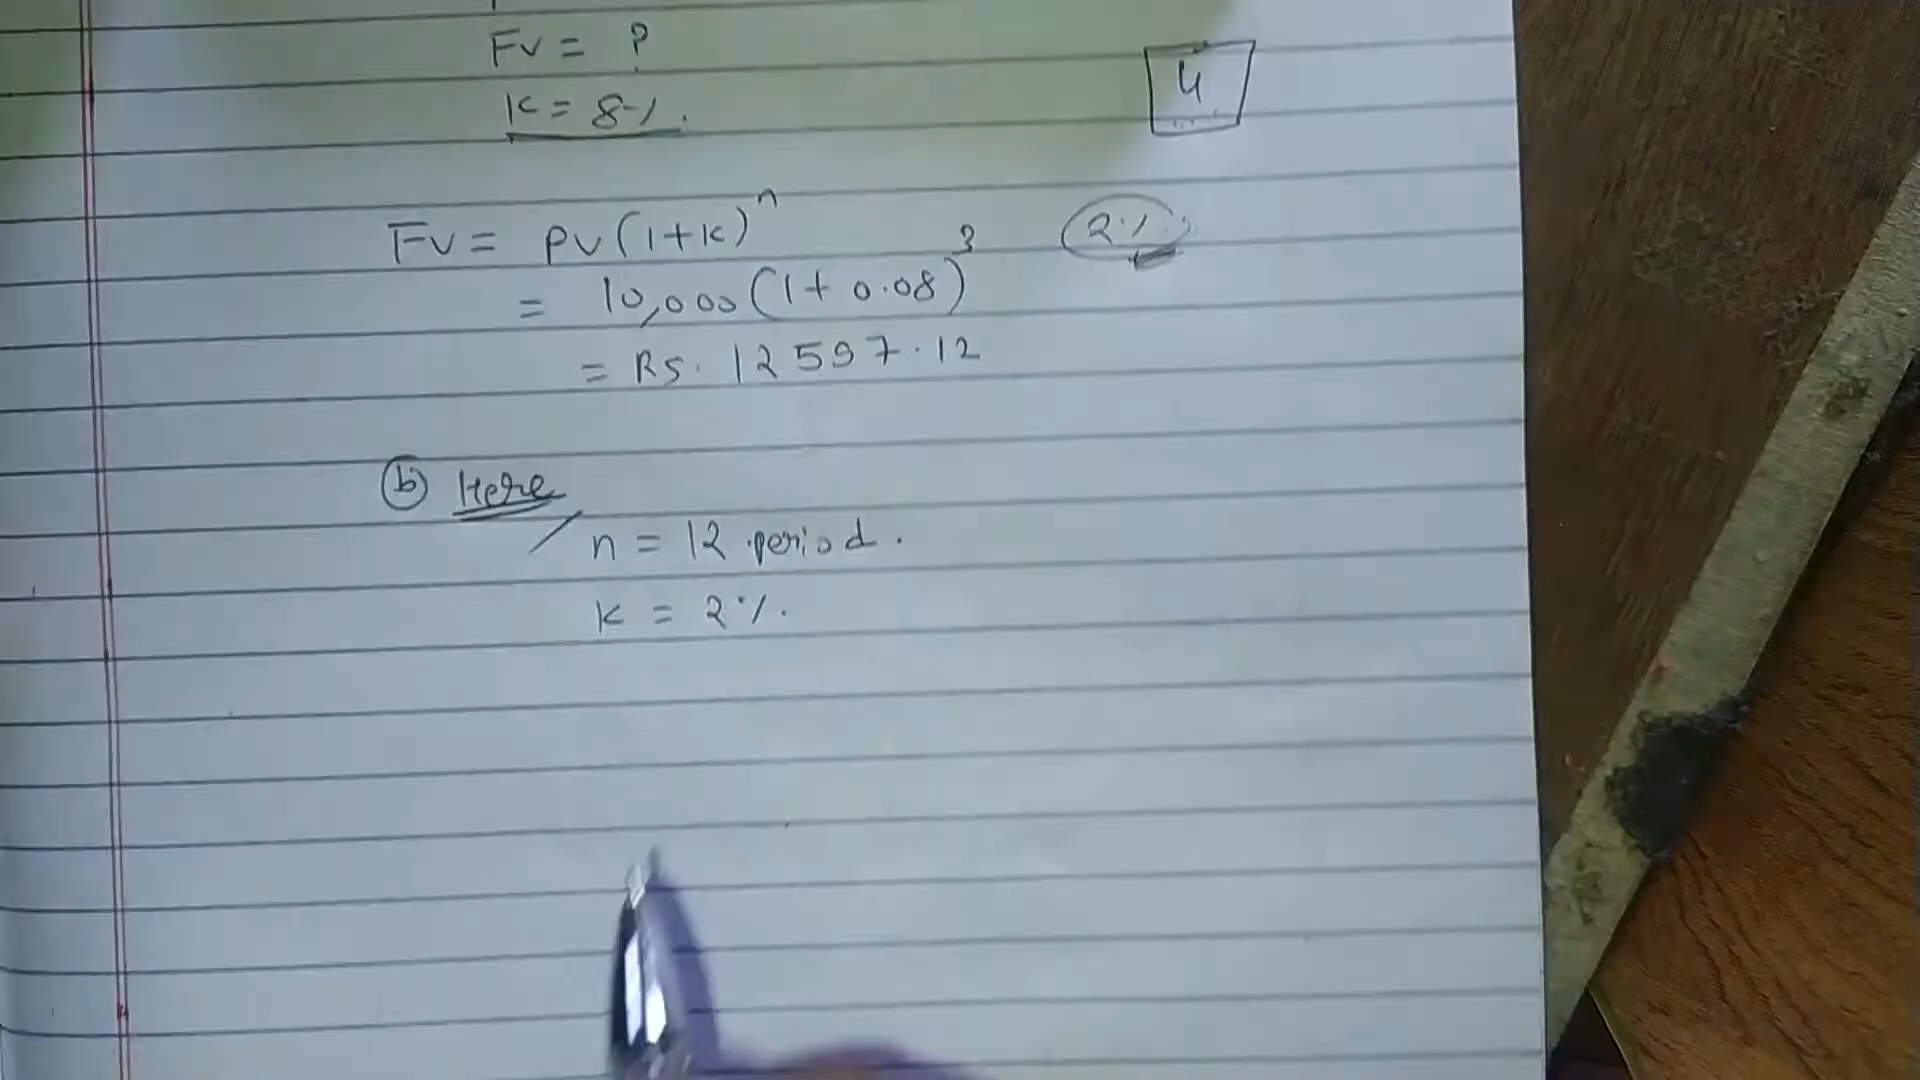 FV = ?
K = 8%.
4
FV = PV(1+K)^n
2%
= 10,000(1+0.08)^3
= RS. 12597.12
(b) Here
n = 12 period.
K = 2%.